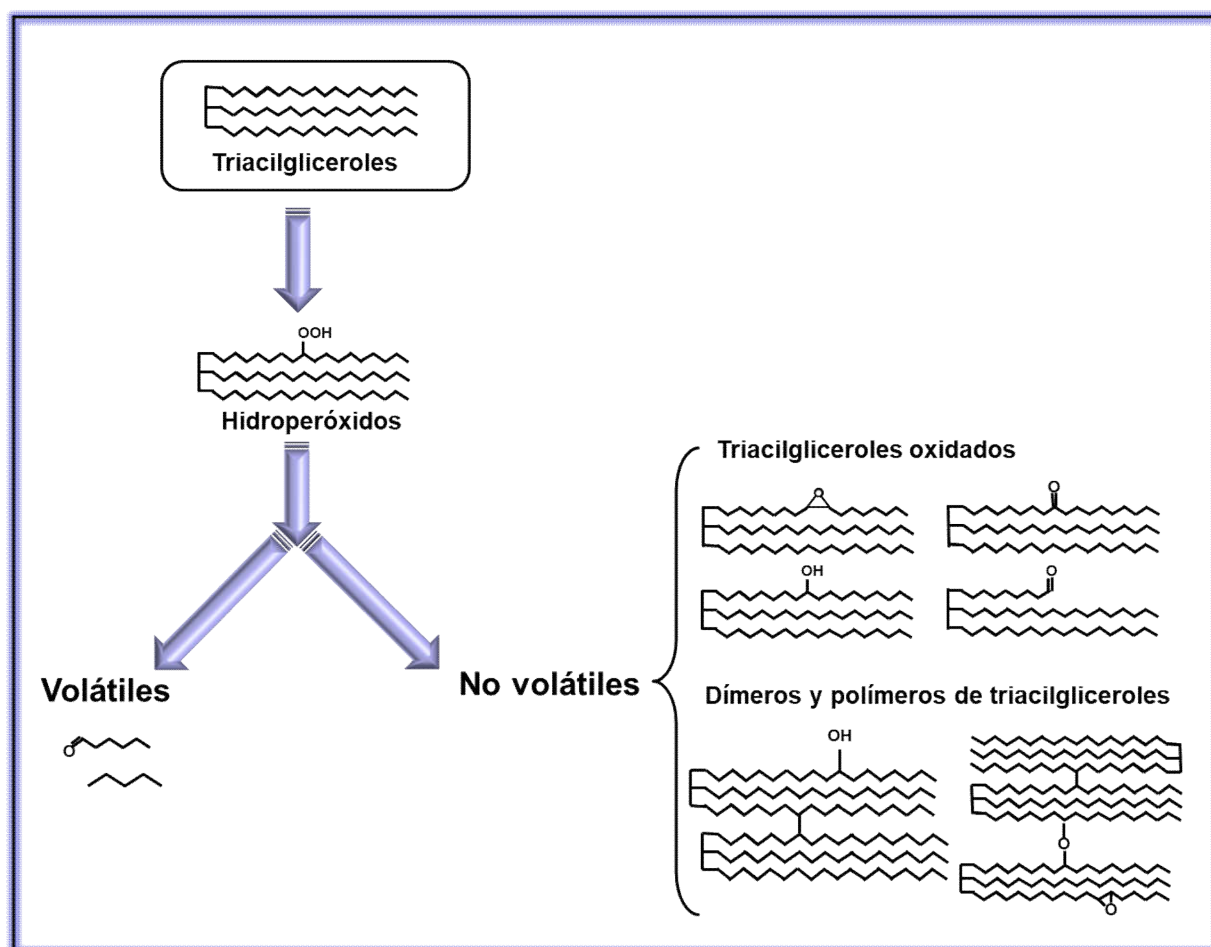 Triacilgliceroles
OOH
Hidroperóxidos
Volátiles
O
No volátiles
Triacilgliceroles oxidados
O
O
OH
O
Dímeros y polímeros de triacilgliceroles
OH
O
O